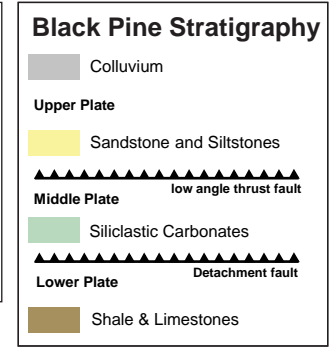 Black Pine Stratigraphy
Colluvium
Upper Plate
Sandstone and Siltstones
low angle thrust fault
Middle Plate
Siliclastic Carbonates
Detachment fault
Lower Plate
Shale & Limestones